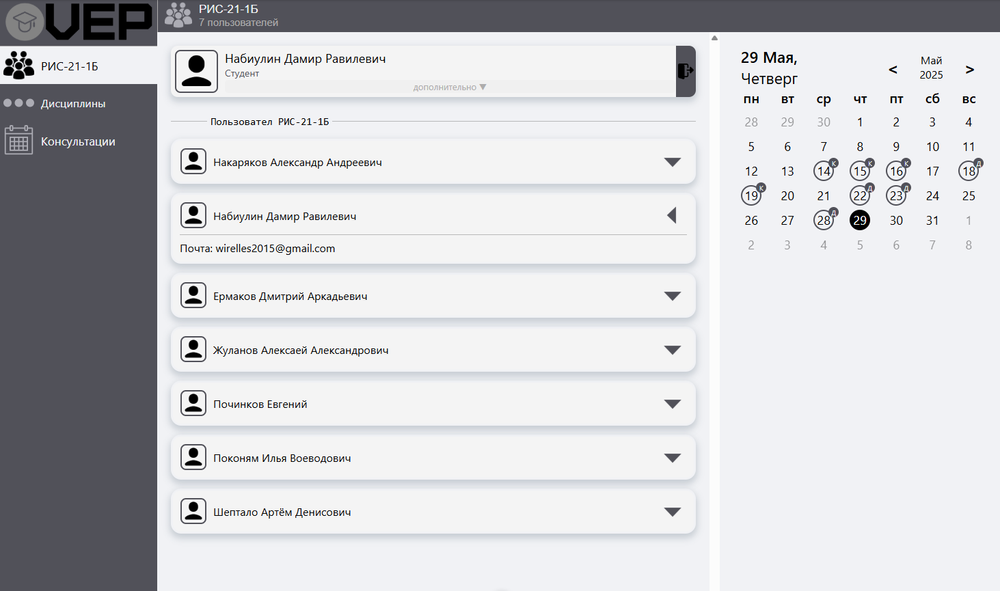 VEP
РИС-21-1Б
Дисциплины
Консультации
РИС-21-1Б
7 пользователей
Набиулин Дамир Равилевич
Студент
дополнительно ▼
Пользовател РИС-21-1Б
Накаряков Александр Андреевич
Набиулин Дамир Равилевич
Почта: wirelles2015@gmail.com
Ермаков Дмитрий Аркадьевич
Жуланов Алексаей Александрович
Починков Евгений
Поконям Илья Воеводович
Шептало Артём Денисович
29 Мая,
Четверг
< Май >
2025
пн вт ср чт пт сб вс
28 29 30 1 2 3 4
5 6 7 8 9 10 11
12 13 14 К 15 К 16 К 17 18 Д
19 К 20 21 22 Д 23 Д 24 25
26 27 28 Д 29 30 31 1
2 3 4 5 6 7 8